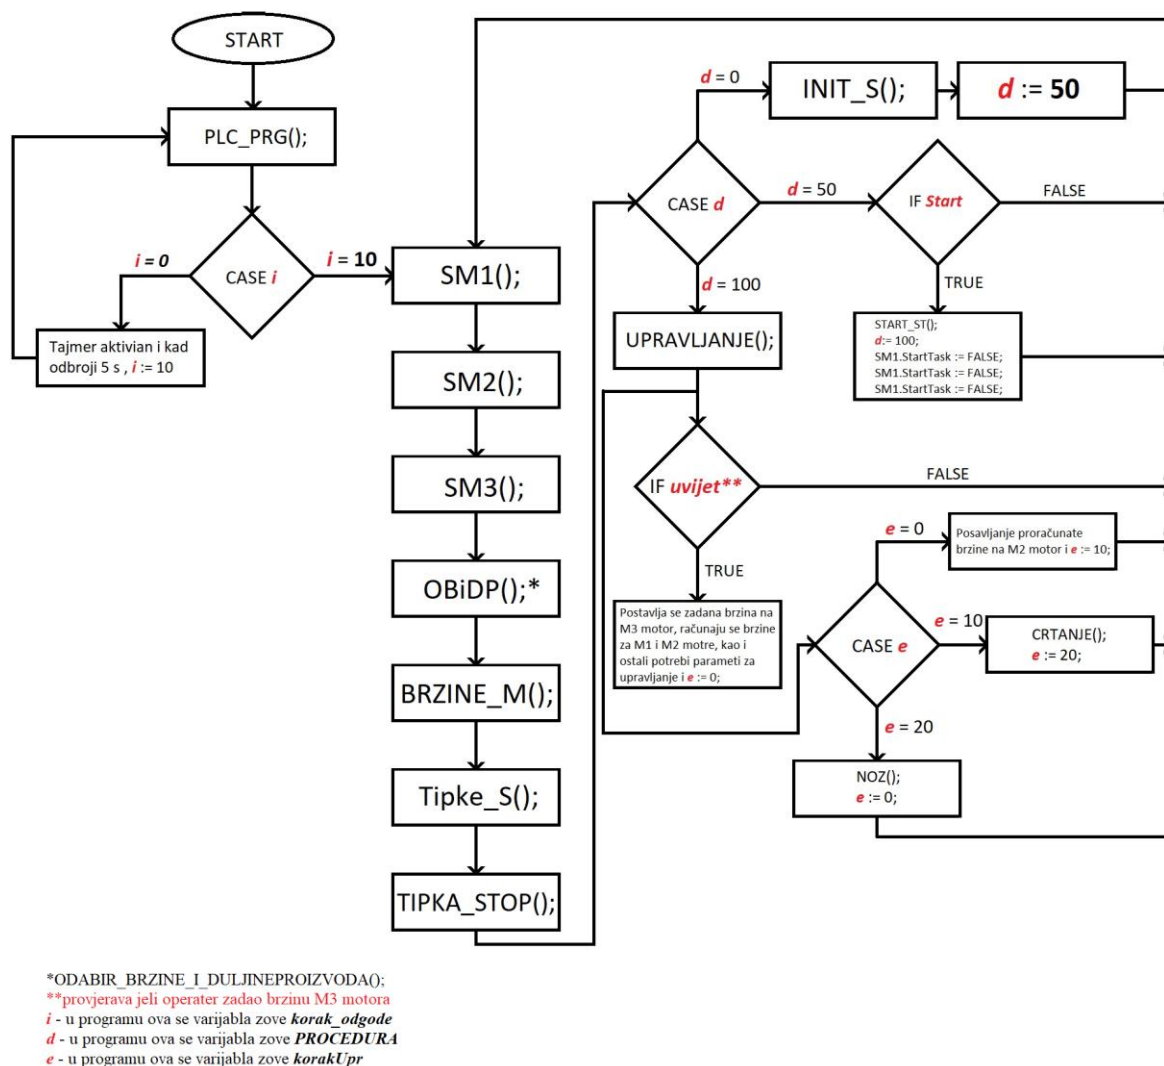 START
PLC_PRG();
CASE i
i = 0
Tajmer aktivian i kad
odbroji 5 s , i := 10
i = 10
SM1();
SM2();
SM3();
OBiDP();*
BRZINE_M();
Tipke_S();
TIPKA_STOP();
CASE d
d = 0
INIT_S();
d := 50
d = 50
IF Start
FALSE
TRUE
START_ST();
d:= 100;
SM1.StartTask := FALSE;
SM1.StartTask := FALSE;
SM1.StartTask := FALSE;
d = 100
UPRAVLJANJE();
IF uvijet**
FALSE
TRUE
Postavlja se zadana brzina na
M3 motor, računaju se brzine
za M1 i M2 motre, kao i
ostali potrebi parameti za
upravljanje i e := 0;
CASE e
e = 0
Posavljanje proračunate
brzine na M2 motor i e := 10;
e = 10
CRTANJE();
e := 20;
e = 20
NOZ();
e := 0;
*ODABIR_BRZINE_I_DULJINEPROIZVODA();
**provjerava jeli operater zadao brzinu M3 motora
i - u programu ova se varijabla zove korak_odgode
d - u programu ova se varijabla zove PROCEDURA
e - u programu ova se varijabla zove korakUpr